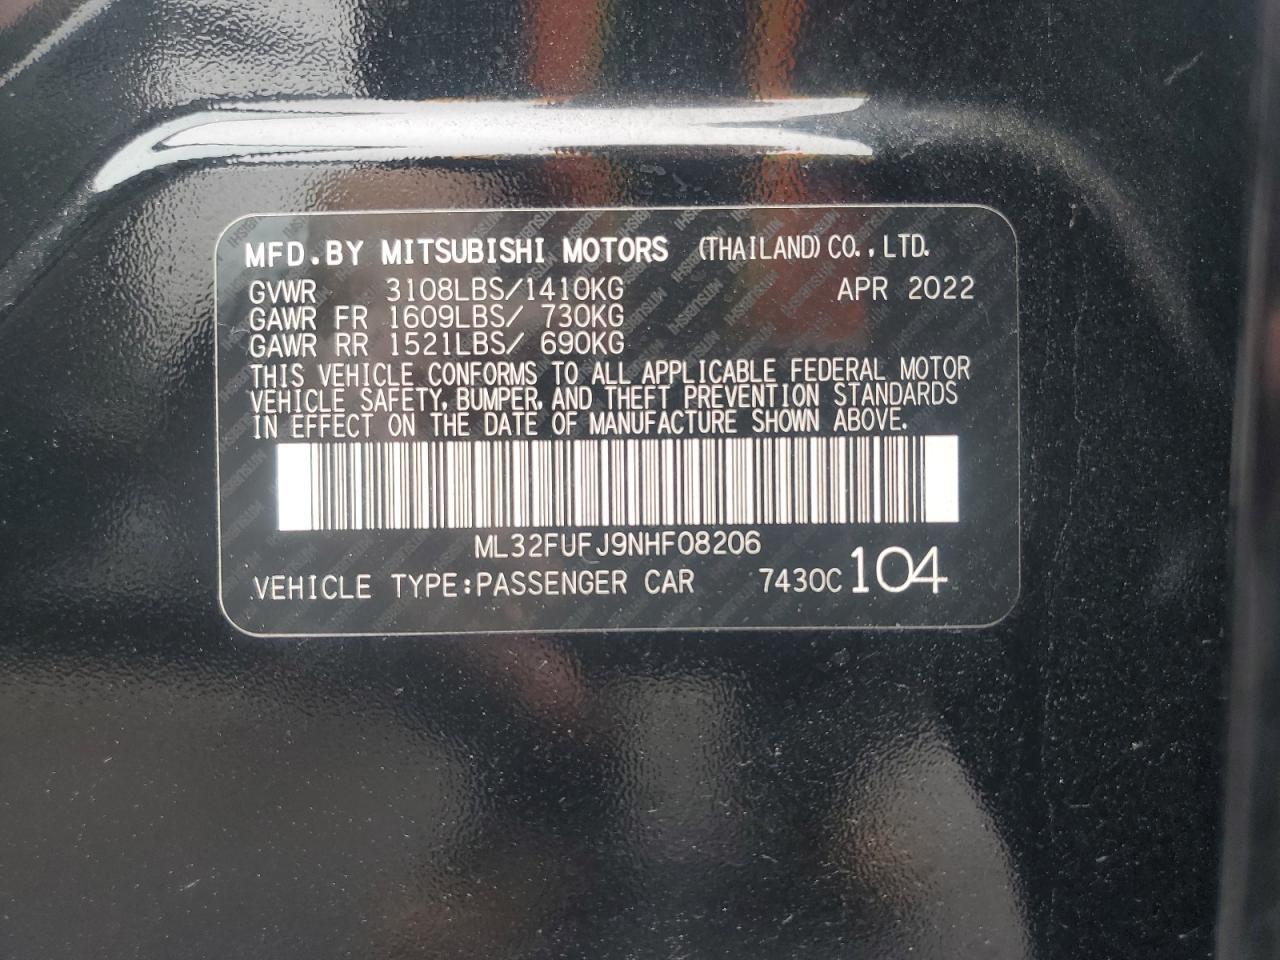 MFD.BY MITSUBISHI MOTORS (THAILAND) CO.,LTD.
GVWR 3108LBS/1410KG APR 2022
GAWR FR 1609LBS/ 730KG
GAWR RR 1521LBS/ 690KG
THIS VEHICLE CONFORMS TO ALL APPLICABLE FEDERAL MOTOR
VEHICLE SAFETY, BUMPER, AND THEFT PREVENTION STANDARDS
IN EFFECT ON THE DATE OF MANUFACTURE SHOWN ABOVE.
ML32FUFJ9NHF08206
VEHICLE TYPE:PASSENGER CAR 7430C 104